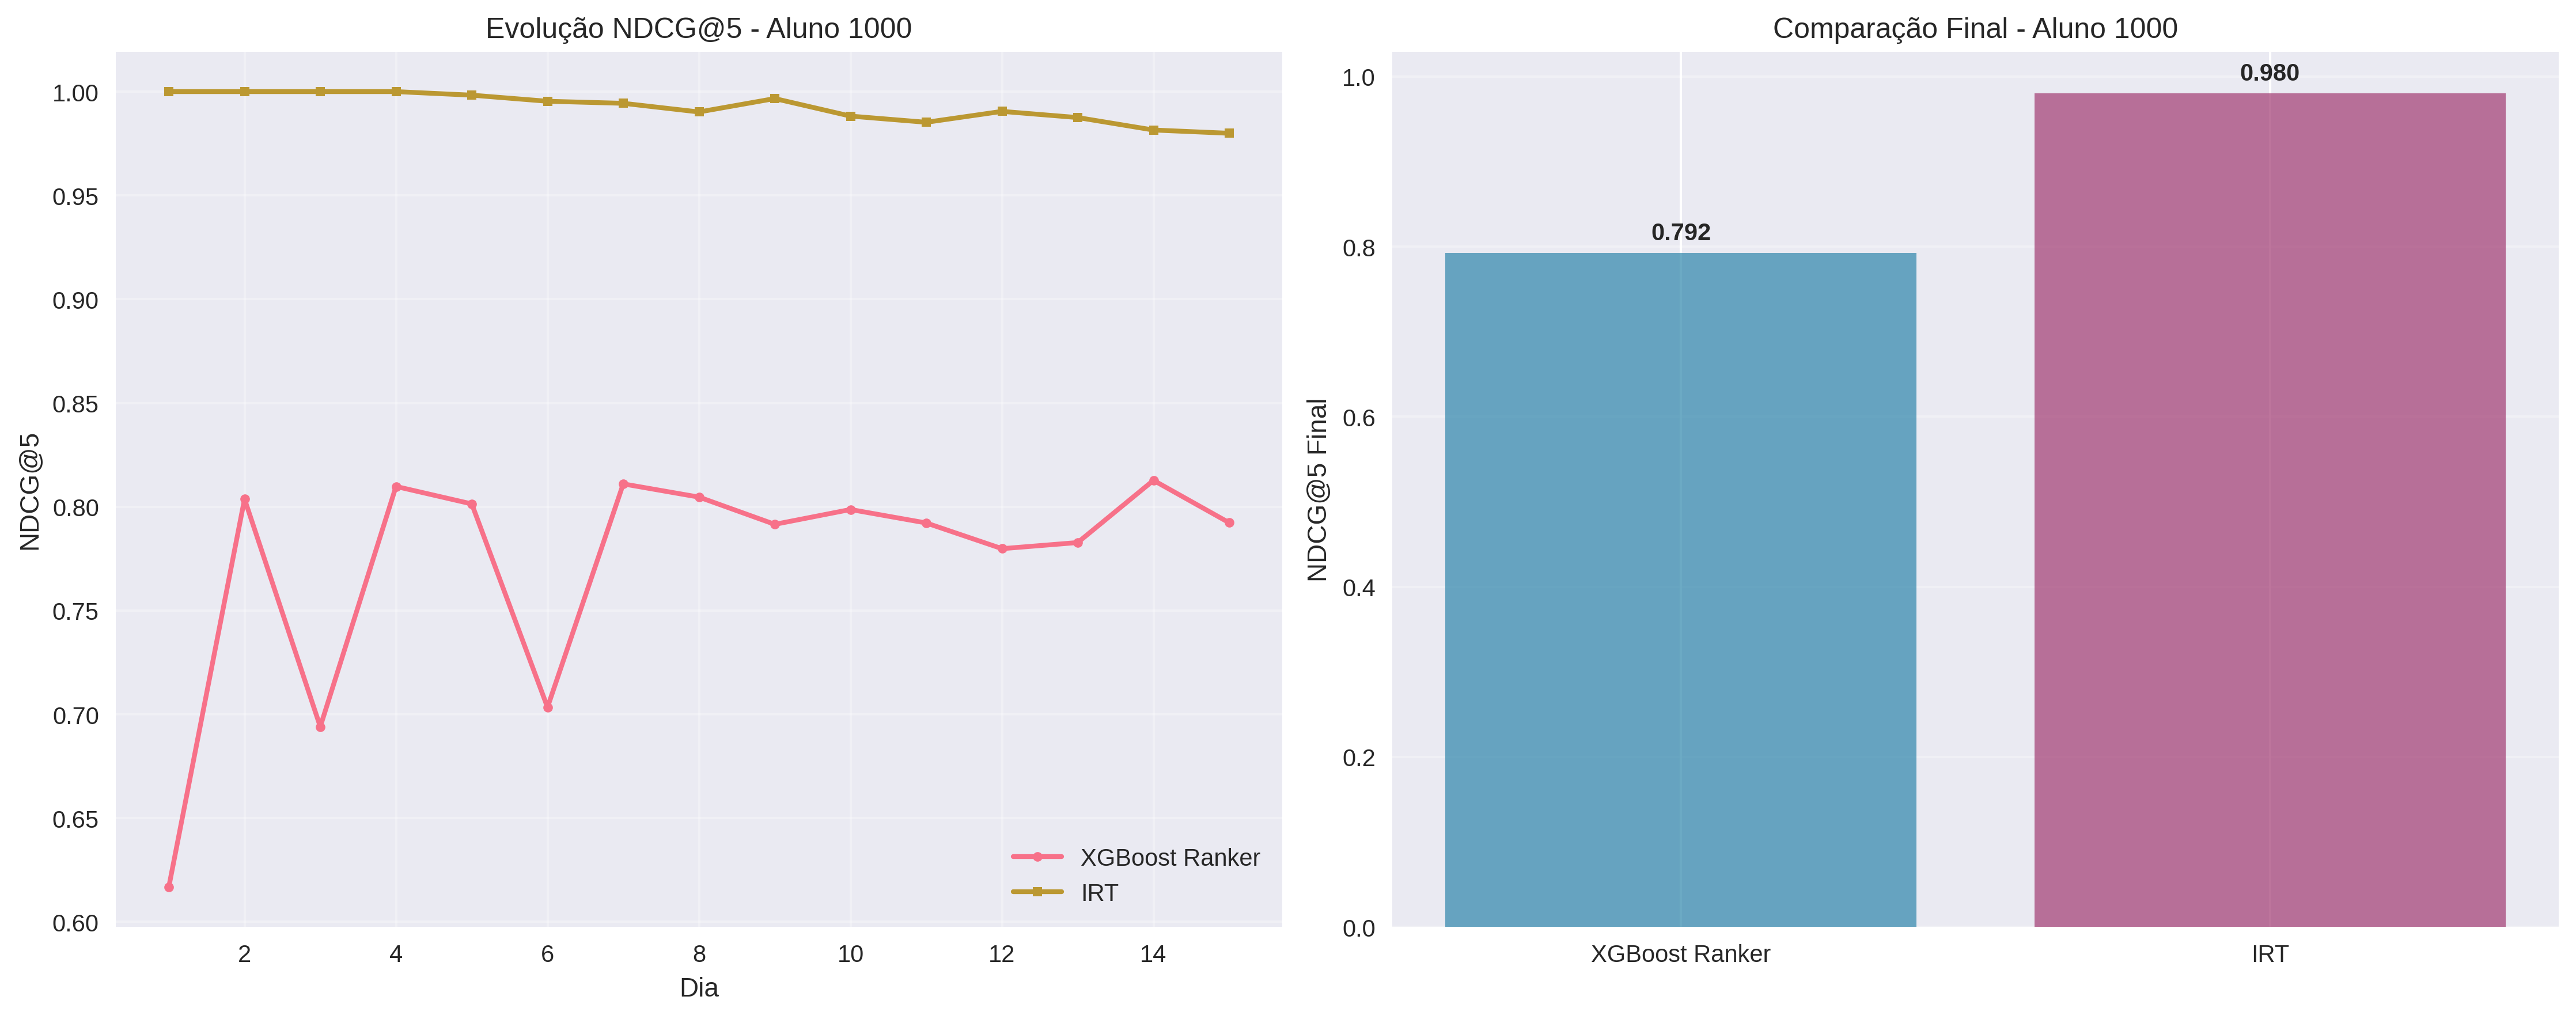 Evolução NDCG@5 - Aluno 1000
NDCG@5
1.00
0.95
0.90
0.85
0.80
0.75
0.70
0.65
0.60
2
4
6
8
10
12
14
Dia
XGBoost Ranker
IRT
Comparação Final - Aluno 1000
NDCG@5 Final
1.0
0.8
0.6
0.4
0.2
0.0
0.792
0.980
XGBoost Ranker
IRT